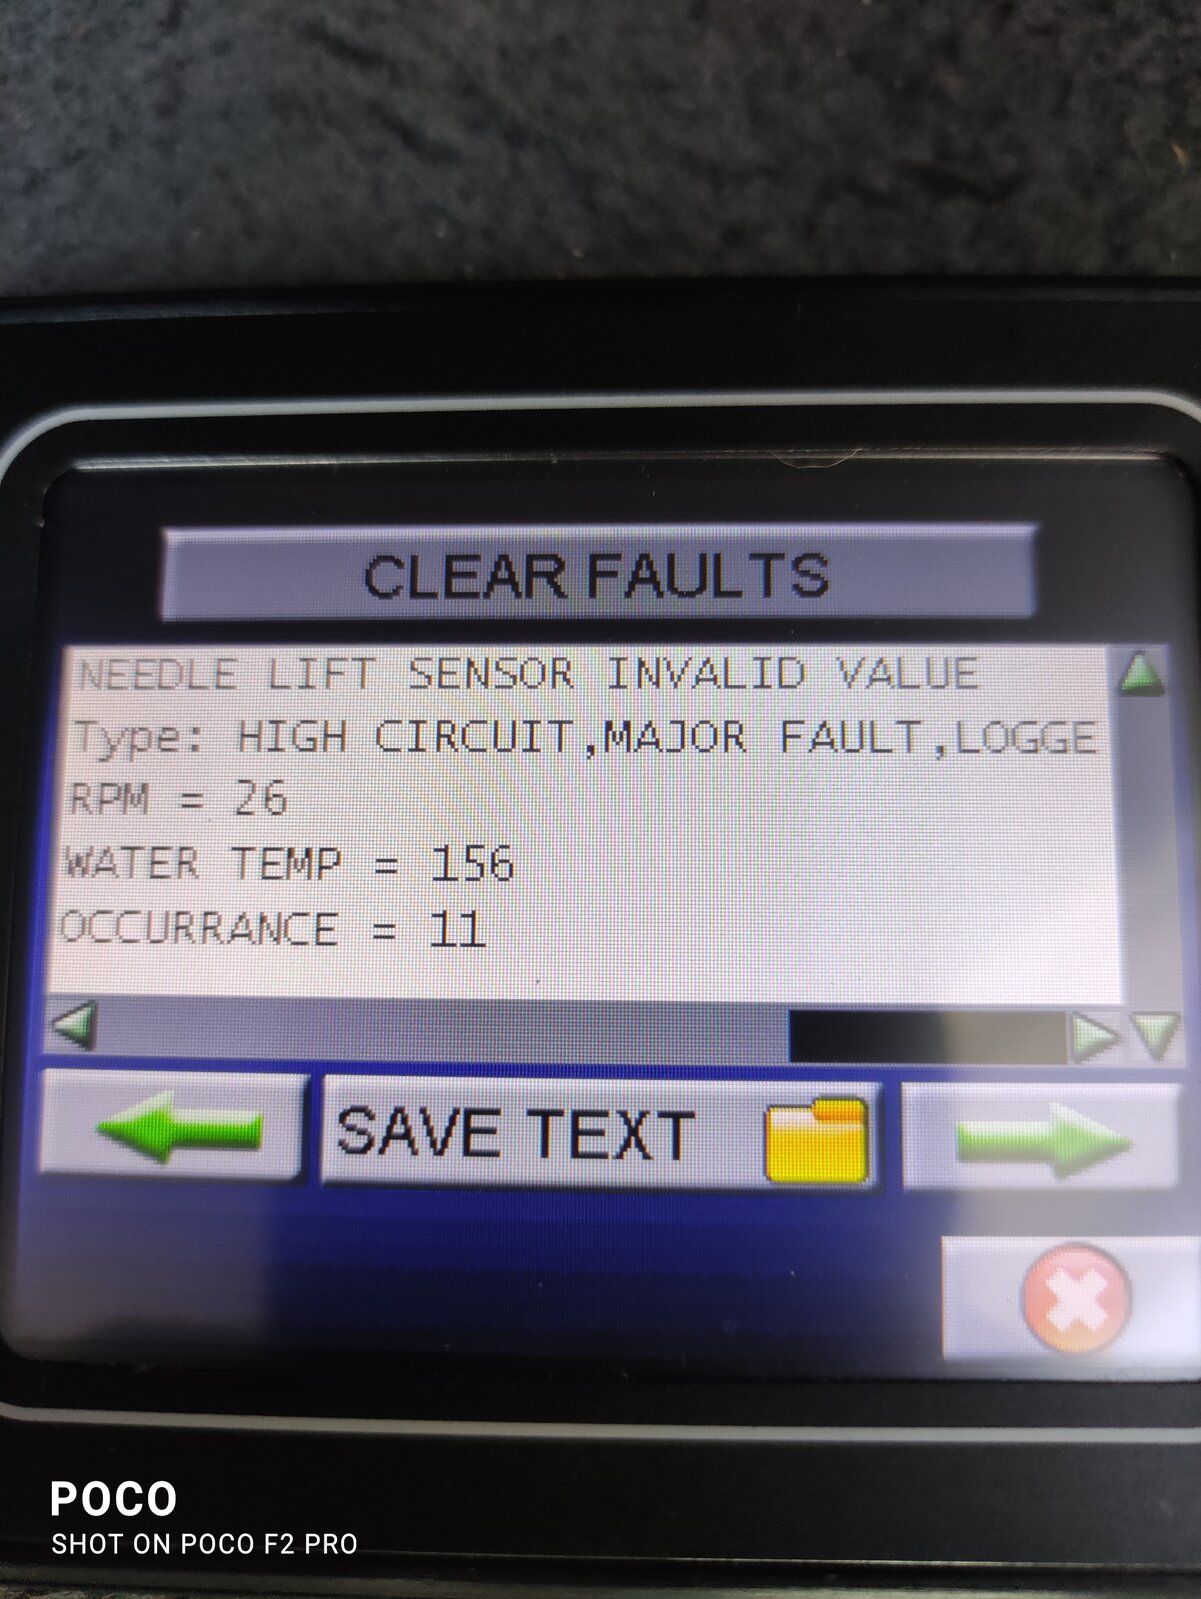 CLEAR FAULTS
NEEDLE LIFT SENSOR INVALID VALUE
Type: HIGH CIRCUIT,MAJOR FAULT,LOGGE
RPM = 26
WATER TEMP = 156
OCCURRANCE = 11
SAVE TEXT
POCO
SHOT ON POCO F2 PRO